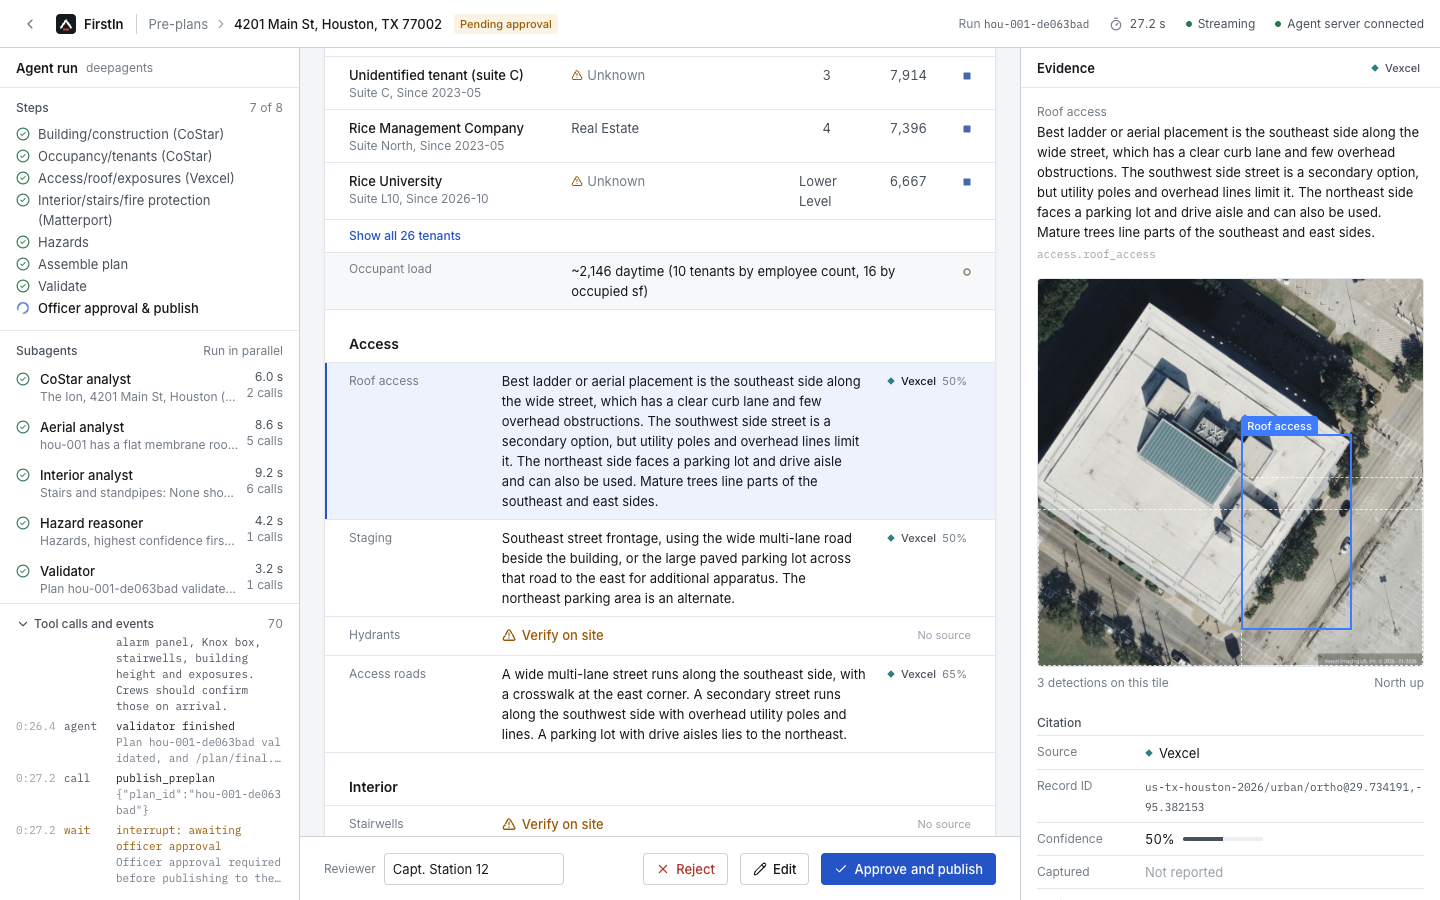 FirstIn
Pre-plans
4201 Main St, Houston, TX 77002
Pending approval
Run hou-001-de063bad
27.2 s
Streaming
Agent server connected
Agent run deepagents
Steps 7 of 8
Building/construction (CoStar)
Occupancy/tenants (CoStar)
Access/roof/exposures (Vexcel)
Interior/stairs/fire protection
(Matterport)
Hazards
Assemble plan
Validate
Officer approval & publish
Subagents Run in parallel
CoStar analyst 6.0 s
The Ion, 4201 Main St, Houston (... 2 calls
Aerial analyst 8.6 s
hou-001 has a flat membrane roo... 5 calls
Interior analyst 9.2 s
Stairs and standpipes: None sho... 6 calls
Hazard reasoner 4.2 s
Hazards, highest confidence firs... 1 calls
Validator 3.2 s
Plan hou-001-de063bad validate... 1 calls
Tool calls and events 70
alarm panel, Knox box,
stairwells, building
height and exposures.
Crews should confirm
those on arrival.
0:26.4 agent validator finished
Plan hou-001-de063bad val
idated, and /plan/final.…
0:27.2 call publish_preplan
{"plan_id":"hou-001-de063
bad"}
0:27.2 wait interrupt: awaiting
officer approval
Officer approval required
before publishing to the…
Unidentified tenant (suite C) Unknown 3 7,914
Suite C, Since 2023-05
Rice Management Company Real Estate 4 7,396
Suite North, Since 2023-05
Rice University Unknown Lower 6,667
Suite L10, Since 2026-10 Level
Show all 26 tenants
Occupant load ~2,146 daytime (10 tenants by employee count, 16 by
occupied sf)
Access
Roof access Best ladder or aerial placement is the southeast side along Vexcel 50%
the wide street, which has a clear curb lane and few
overhead obstructions. The southwest side street is a
secondary option, but utility poles and overhead lines limit
it. The northeast side faces a parking lot and drive aisle
and can also be used. Mature trees line parts of the
southeast and east sides.
Staging Southeast street frontage, using the wide multi-lane road Vexcel 50%
beside the building, or the large paved parking lot across
that road to the east for additional apparatus. The
northeast parking area is an alternate.
Hydrants Verify on site No source
Access roads A wide multi-lane street runs along the southeast side, with Vexcel 65%
a crosswalk at the east corner. A secondary street runs
along the southwest side with overhead utility poles and
lines. A parking lot with drive aisles lies to the northeast.
Interior
Stairwells Verify on site No source
Reviewer Capt. Station 12 Reject Edit Approve and publish
Evidence Vexcel
Roof access
Best ladder or aerial placement is the southeast side along the
wide street, which has a clear curb lane and few overhead
obstructions. The southwest side street is a secondary option,
but utility poles and overhead lines limit it. The northeast side
faces a parking lot and drive aisle and can also be used.
Mature trees line parts of the southeast and east sides.
access.roof_access
Roof access
3 detections on this tile North up
Citation
Source Vexcel
Record ID us-tx-houston-2026/urban/ortho@29.734191,-
95.382153
Confidence 50%
Captured Not reported